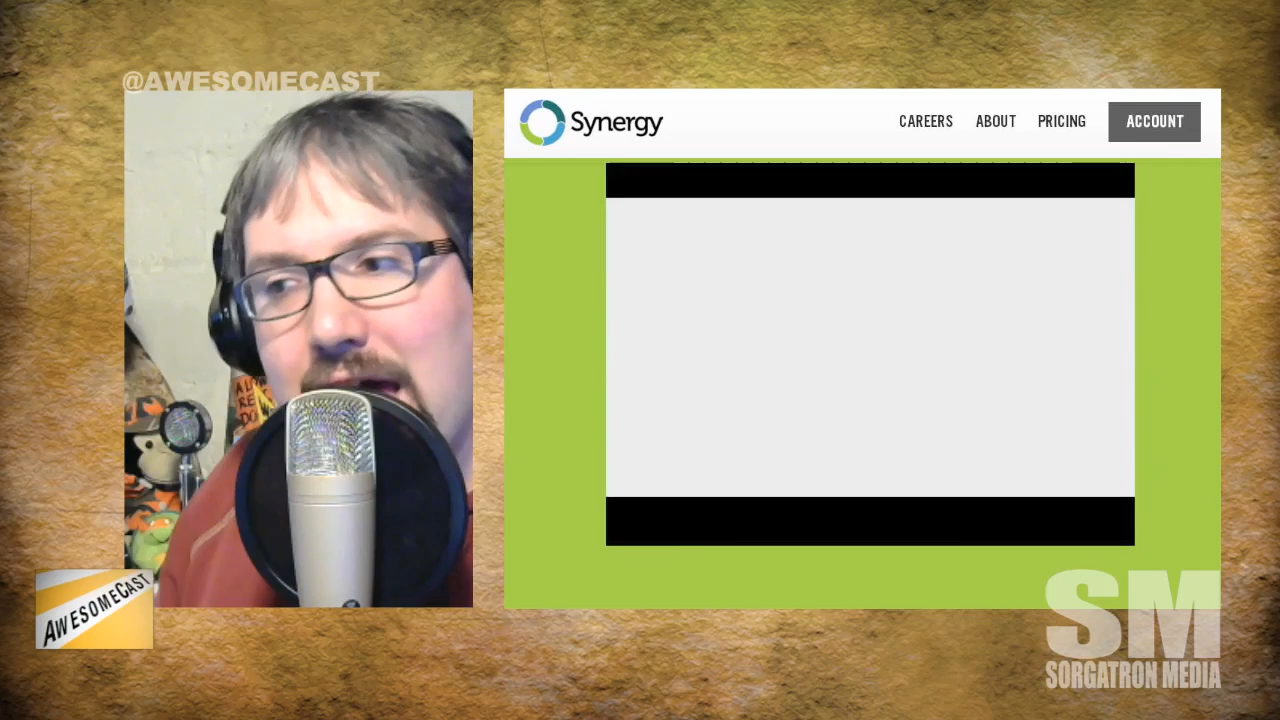 @AWESOMECAST
Synergy
CAREERS ABOUT PRICING ACCOUNT
AWESOMECAST
SM
SORGATRON MEDIA